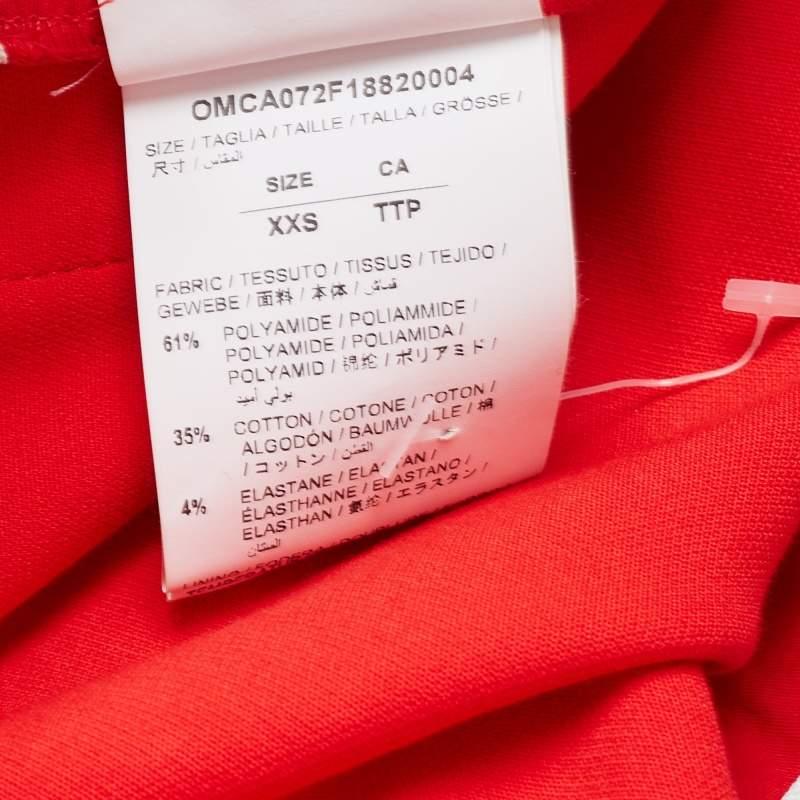 OMCA072F18820004
SIZE / TAGLIA / TAILLE / TALLA / GRÖSSE /
尺寸 / المقاس
SIZE CA
XXS TTP
FABRIC / TESSUTO / TISSUS / TEJIDO /
GEWEBE / 面料 / 本体 / قماش
61% POLYAMIDE / POLIAMMIDE /
POLYAMIDE / POLIAMIDA /
POLYAMID / 锦纶 / ポリアミド /
بولي أميد
35% COTTON / COTONE / COTON /
ALGODÓN / BAUMWOLLE / 棉
/ コットン / القطن
4% ELASTANE / ELASTAN /
ÉLASTHANNE / ELASTANO /
ELASTHAN / 氨纶 / エラスタン /
LINING / FODERA /